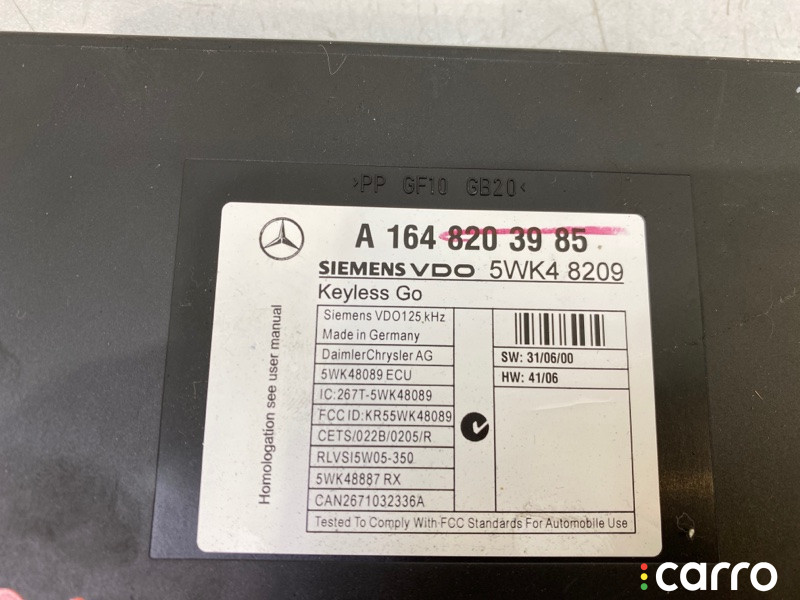 >PP GF10 GB20<
A 164 820 39 85
SIEMENS VDO 5WK4 8209
Keyless Go
Homologation see user manual
Siemens VDO125,kHz
Made in Germany
DaimlerChrysler AG
5WK48089 ECU
IC:267T-5WK48089
FCC ID:KR55WK48089
CETS/022B/0205/R
RLVSI5W05-350
5WK48887 RX
CAN2671032336A
SW: 31/06/00
HW: 41/06
Tested To Comply With FCC Standards For Automobile Use
carro